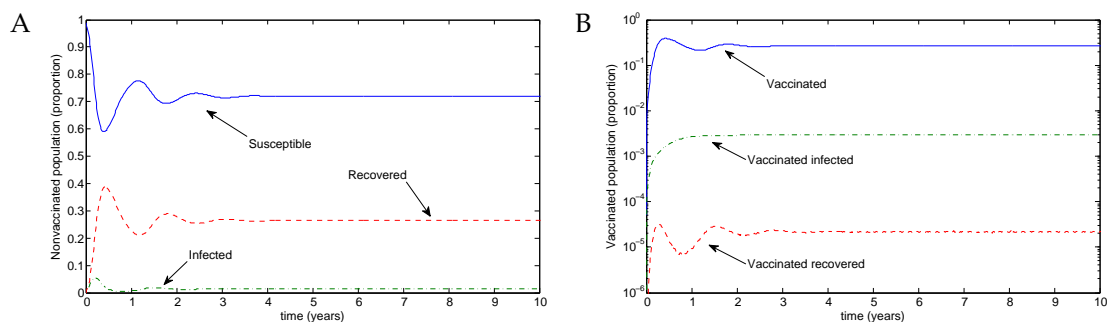 A
Nonvaccinated population (proportion)
1
0.9
0.8
0.7
0.6
0.5
0.4
0.3
0.2
0.1
0
Susceptible
Recovered
Infected
0 1 2 3 4 5 6 7 8 9 10
time (years)
B
Vaccinated population (proportion)
10^0
10^-1
10^-2
10^-3
10^-4
10^-5
10^-6
Vaccinated
Vaccinated infected
Vaccinated recovered
0 1 2 3 4 5 6 7 8 9 10
time (years)